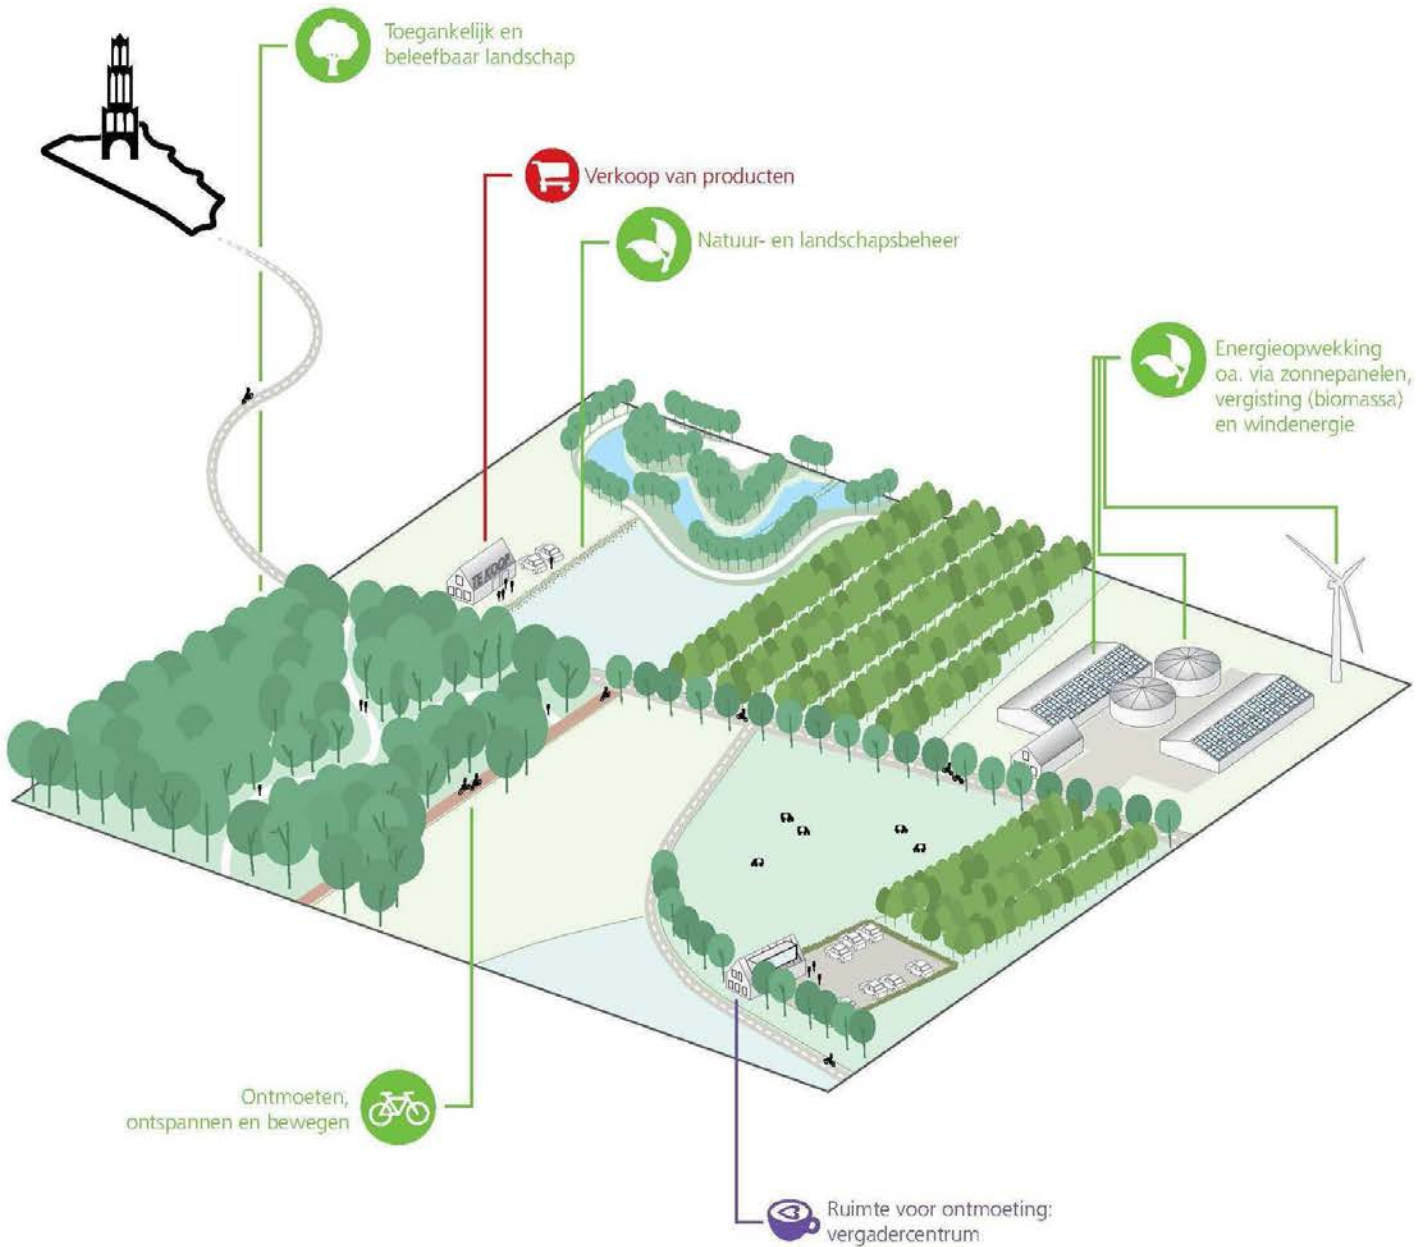 Toegankelijk en
beleefbaar landschap
Verkoop van producten
Natuur- en landschapsbeheer
Energieopwekking
oa. via zonnepanelen,
vergisting (biomassa)
en windenergie
TE KOOP
Ontmoeten,
ontspannen en bewegen
Ruimte voor ontmoeting:
vergadercentrum